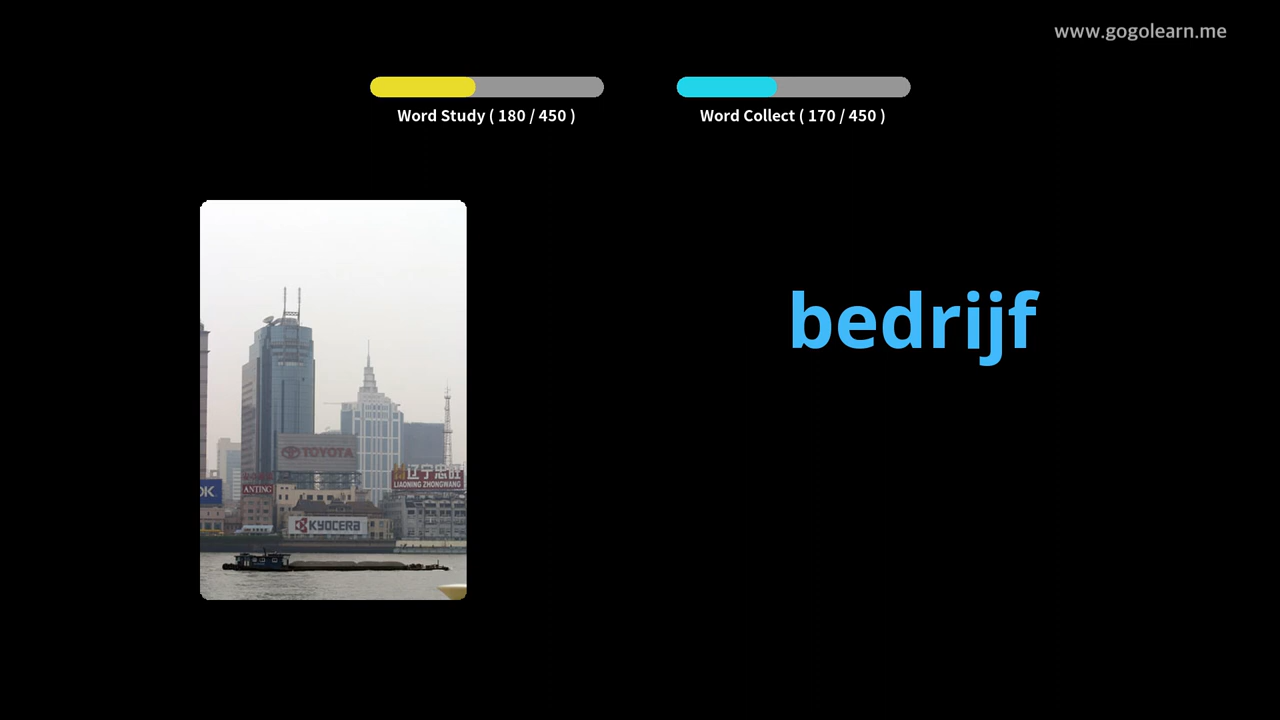 www.gogolearn.me
Word Study ( 180 / 450 )
Word Collect ( 170 / 450 )
bedrijf
TOYOTA
辽宁忠旺
LIAONING ZHONGWANG
OK
ANTING
KYOCERA